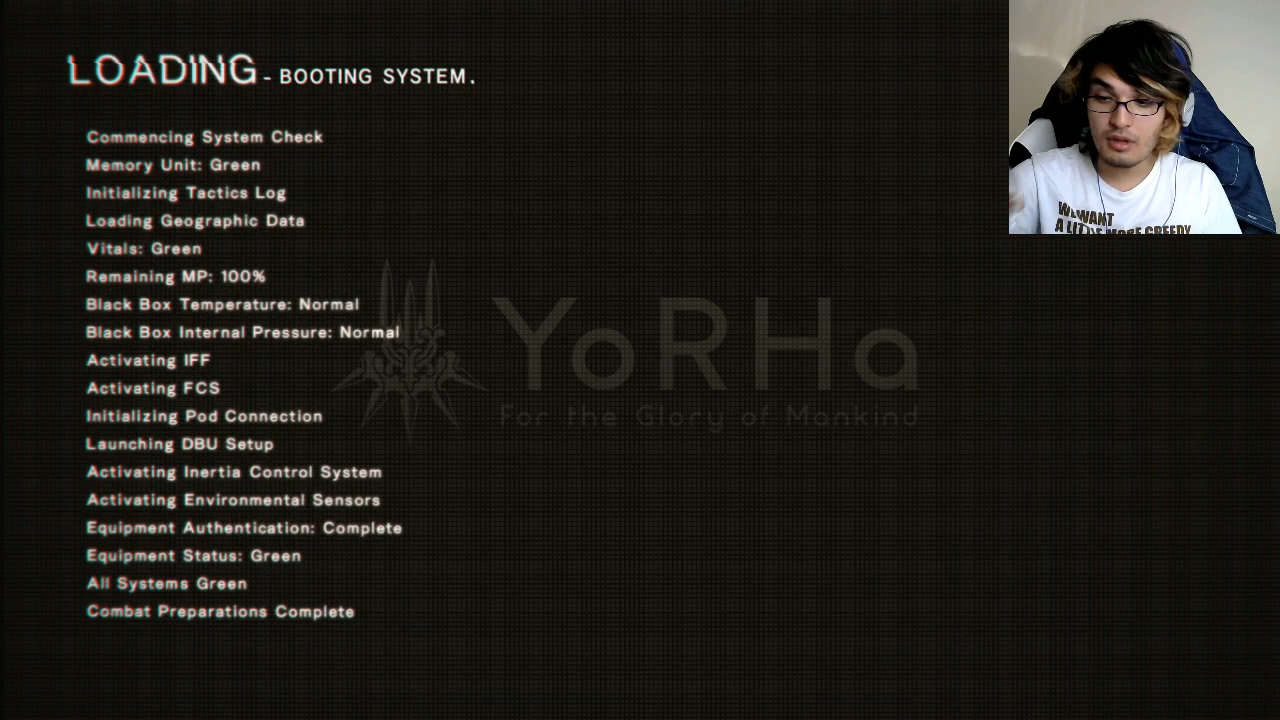 LOADING - BOOTING SYSTEM.
Commencing System Check
Memory Unit: Green
Initializing Tactics Log
Loading Geographic Data
Vitals: Green
Remaining MP: 100%
Black Box Temperature: Normal
Black Box Internal Pressure: Normal
Activating IFF
Activating FCS
Initializing Pod Connection
Launching DBU Setup
Activating Inertia Control System
Activating Environmental Sensors
Equipment Authentication: Complete
Equipment Status: Green
All Systems Green
Combat Preparations Complete
YoRHa
For the Glory of Mankind
WE WANT
A LITTLE MORE GREEDY